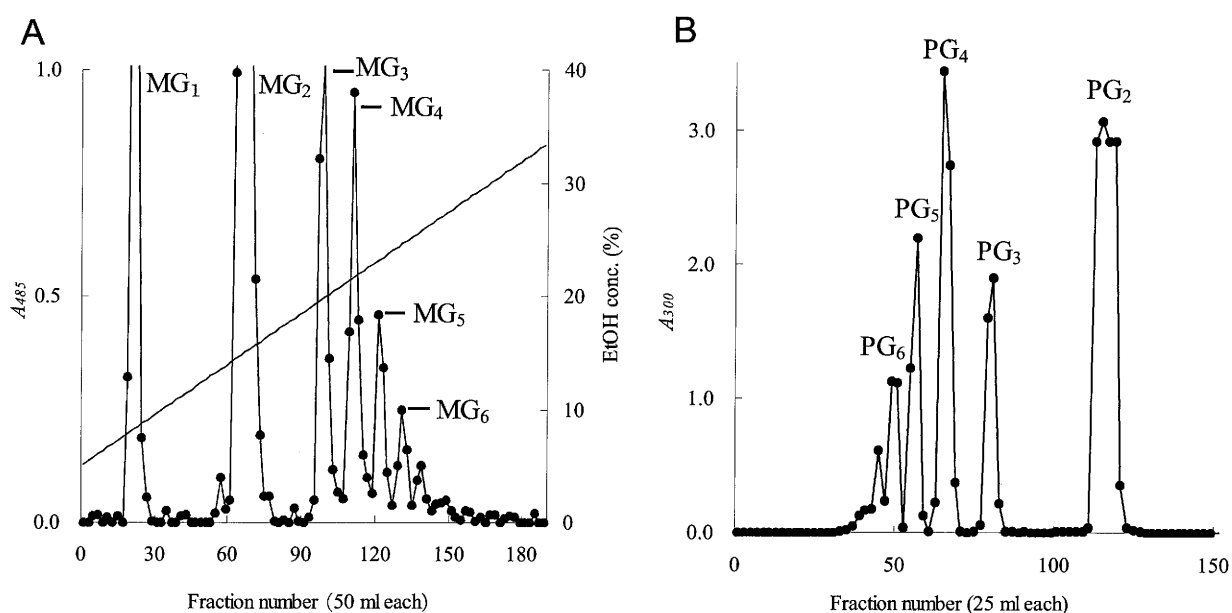 A
1.0
0.5
0.0
A485
MG1
MG2
MG3
MG4
MG5
MG6
40
30
20
10
0
EtOH conc. (%)
0 30 60 90 120 150 180
Fraction number (50 ml each)
B
3.0
2.0
1.0
0.0
A300
PG6
PG5
PG4
PG3
PG2
0 50 100 150
Fraction number (25 ml each)